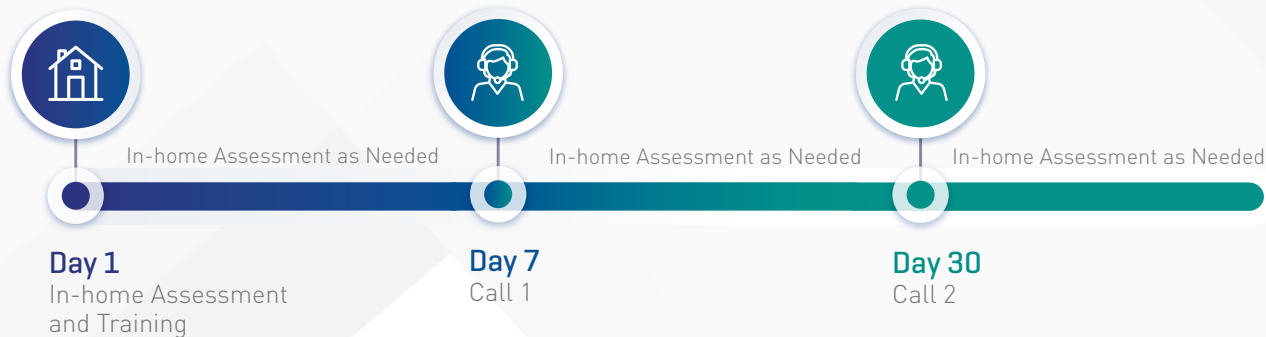 In-home Assessment as Needed
In-home Assessment as Needed
In-home Assessment as Needed
Day 1
In-home Assessment
and Training
Day 7
Call 1
Day 30
Call 2